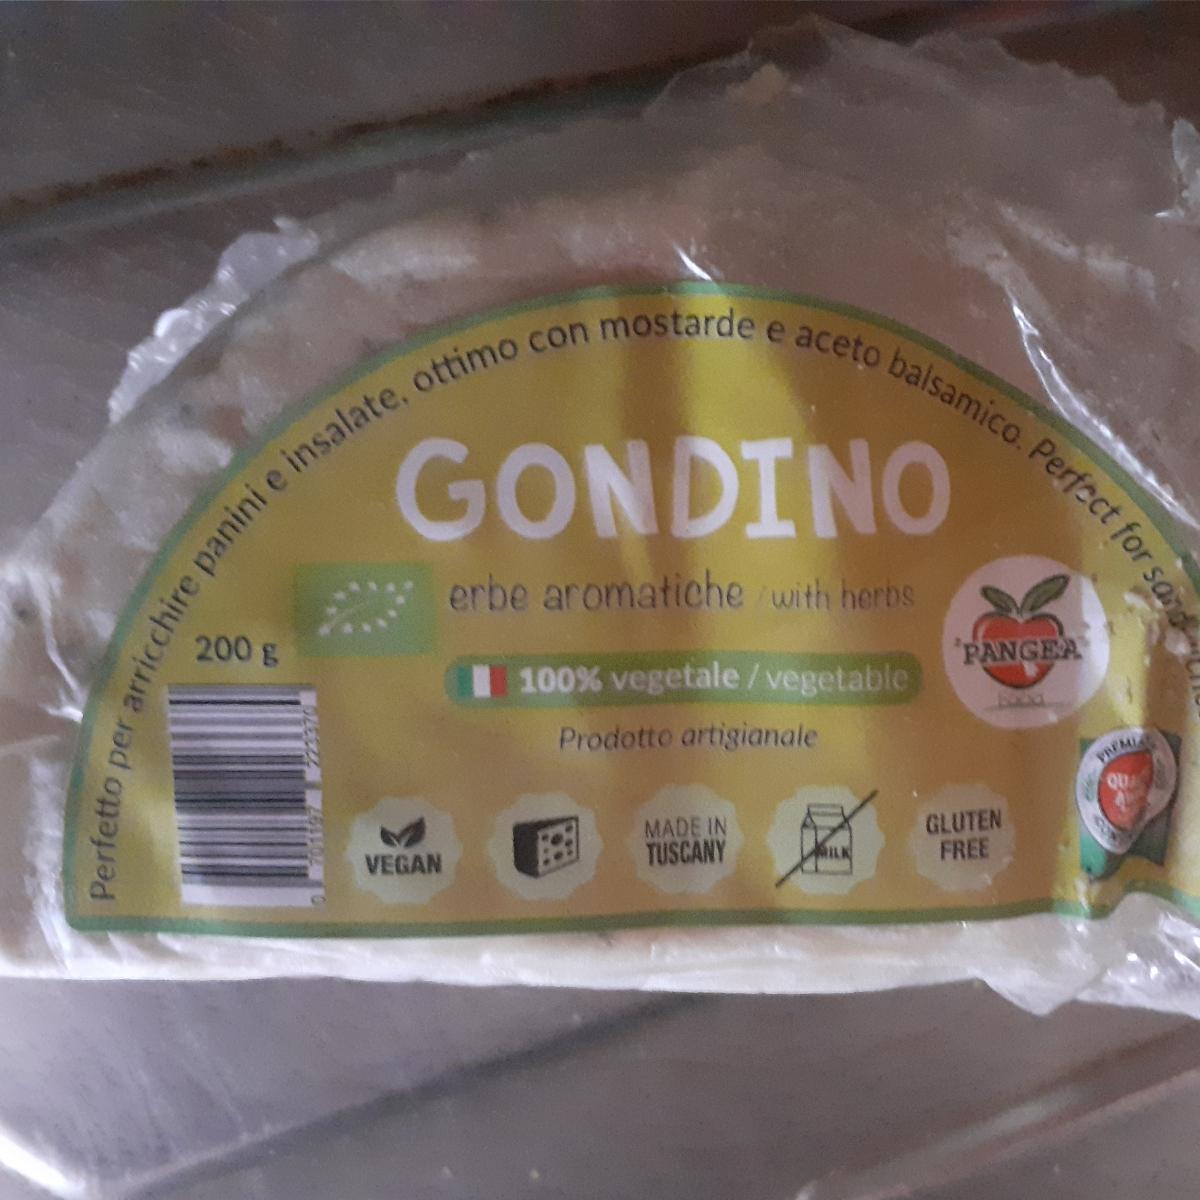 Perfetto per arricchire panini e insalate, ottimo con mostarde e aceto balsamico. Perfect for
GONDINO
erbe aromatiche / with herbs
200 g
100% vegetale / vegetable
Prodotto artigianale
PANGEA
Food
VEGAN
MADE IN
TUSCANY
MILK
GLUTEN
FREE